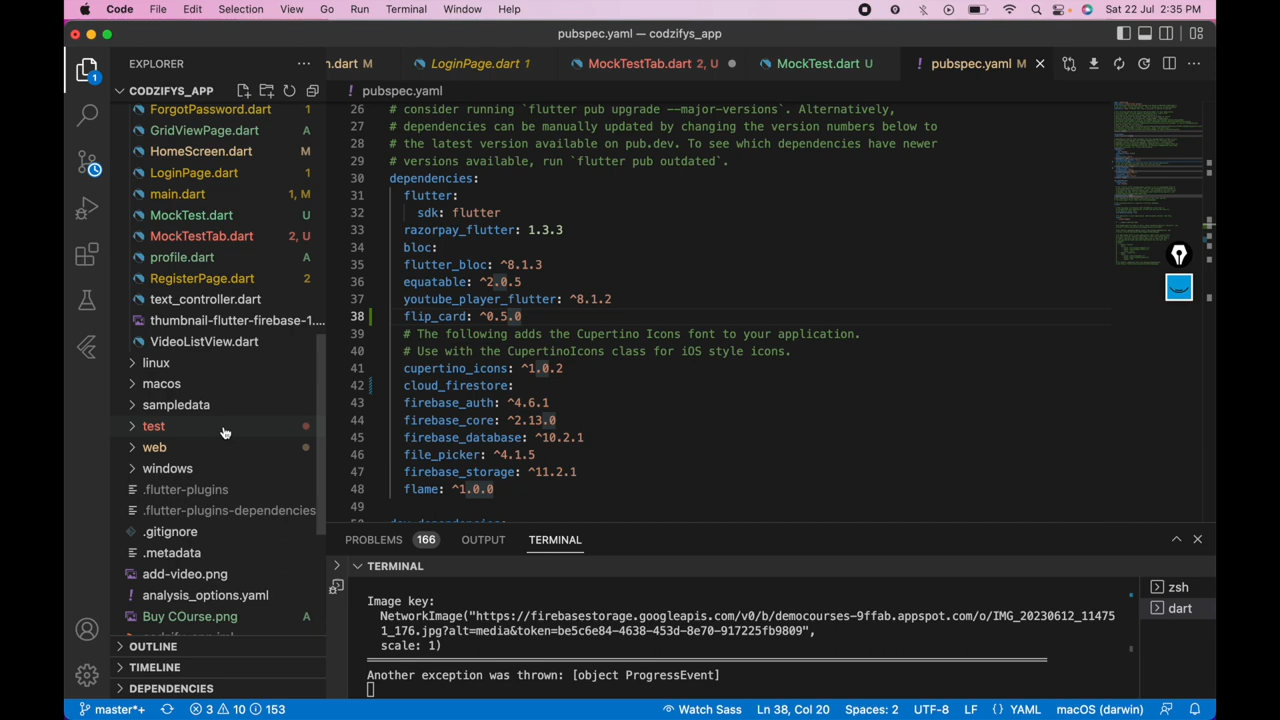 Code File Edit Selection View Go Run Terminal Window Help Sat 22 Jul 2:35 PM
pubspec.yaml — codzifys_app
EXPLORER
n.dart M LoginPage.dart 1 MockTestTab.dart 2, U MockTest.dart U ! pubspec.yaml M
CODZIFYS_APP
! pubspec.yaml
ForgotPassword.dart 1
GridViewPage.dart A
HomeScreen.dart M
LoginPage.dart 1
main.dart 1, M
MockTest.dart U
MockTestTab.dart 2, U
profile.dart A
RegisterPage.dart 2
text_controller.dart
thumbnail-flutter-firebase-1....
VideoListView.dart
linux
macos
sampledata
test
web
windows
.flutter-plugins
.flutter-plugins-dependencies
.gitignore
.metadata
add-video.png
analysis_options.yaml
Buy COurse.png A
OUTLINE
TIMELINE
DEPENDENCIES
26 # consider running `flutter pub upgrade --major-versions`. Alternatively,
27 # dependencies can be manually updated by changing the version numbers below to
28 # the latest version available on pub.dev. To see which dependencies have newer
29 # versions available, run `flutter pub outdated`.
30 dependencies:
31 flutter:
32 sdk: flutter
33 razorpay_flutter: 1.3.3
34 bloc:
35 flutter_bloc: ^8.1.3
36 equatable: ^2.0.5
37 youtube_player_flutter: ^8.1.2
38 flip_card: ^0.5.0
39 # The following adds the Cupertino Icons font to your application.
40 # Use with the CupertinoIcons class for iOS style icons.
41 cupertino_icons: ^1.0.2
42 cloud_firestore:
43 firebase_auth: ^4.6.1
44 firebase_core: ^2.13.0
45 firebase_database: ^10.2.1
46 file_picker: ^4.1.5
47 firebase_storage: ^11.2.1
48 flame: ^1.0.0
49
PROBLEMS 166 OUTPUT TERMINAL
TERMINAL
zsh
dart
Image key:
NetworkImage("https://firebasestorage.googleapis.com/v0/b/democourses-9ffab.appspot.com/o/IMG_20230612_11475
1_176.jpg?alt=media&token=be5c6e84-4638-453d-8e70-917225fb9809",
scale: 1)
Another exception was thrown: [object ProgressEvent]
master*+ 3 10 153 Watch Sass Ln 38, Col 20 Spaces: 2 UTF-8 LF {} YAML macOS (darwin)